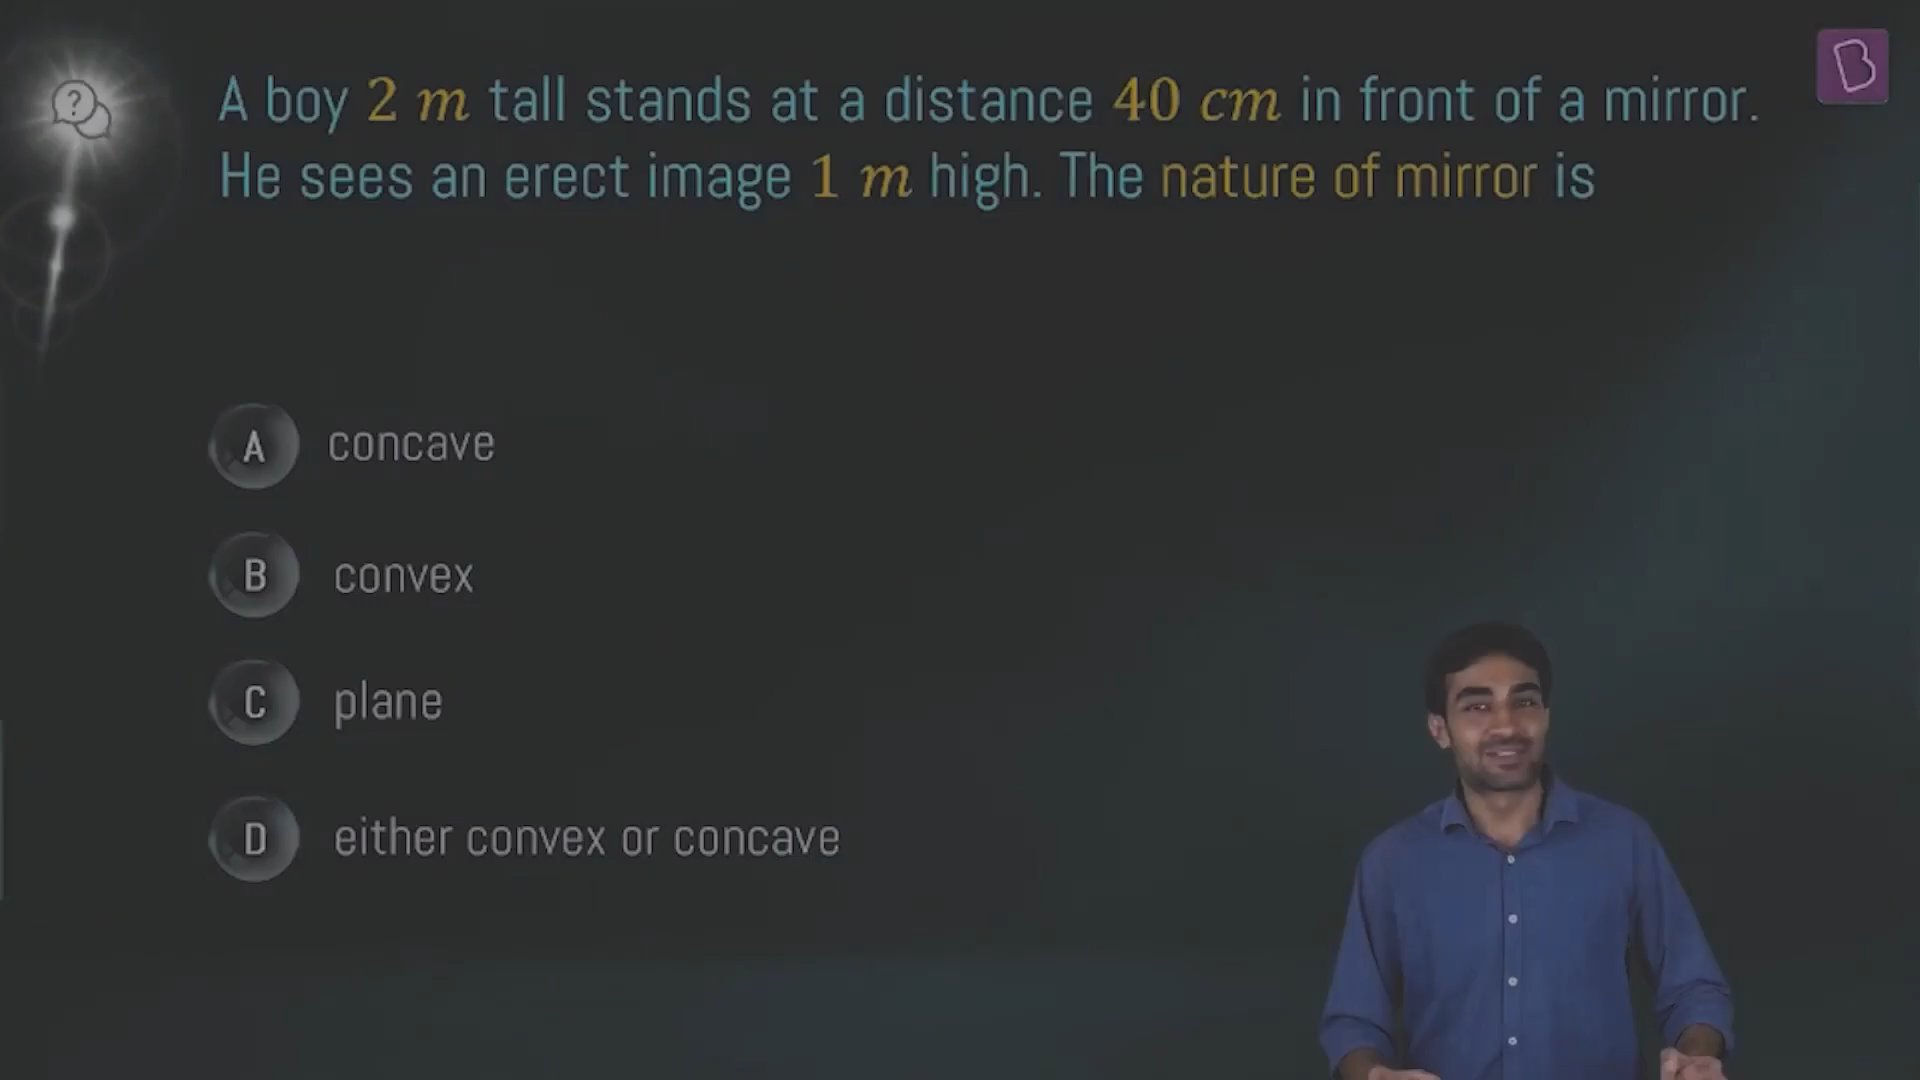 A boy 2 m tall stands at a distance 40 cm in front of a mirror.
He sees an erect image 1 m high. The nature of mirror is
A concave
B convex
C plane
D either convex or concave